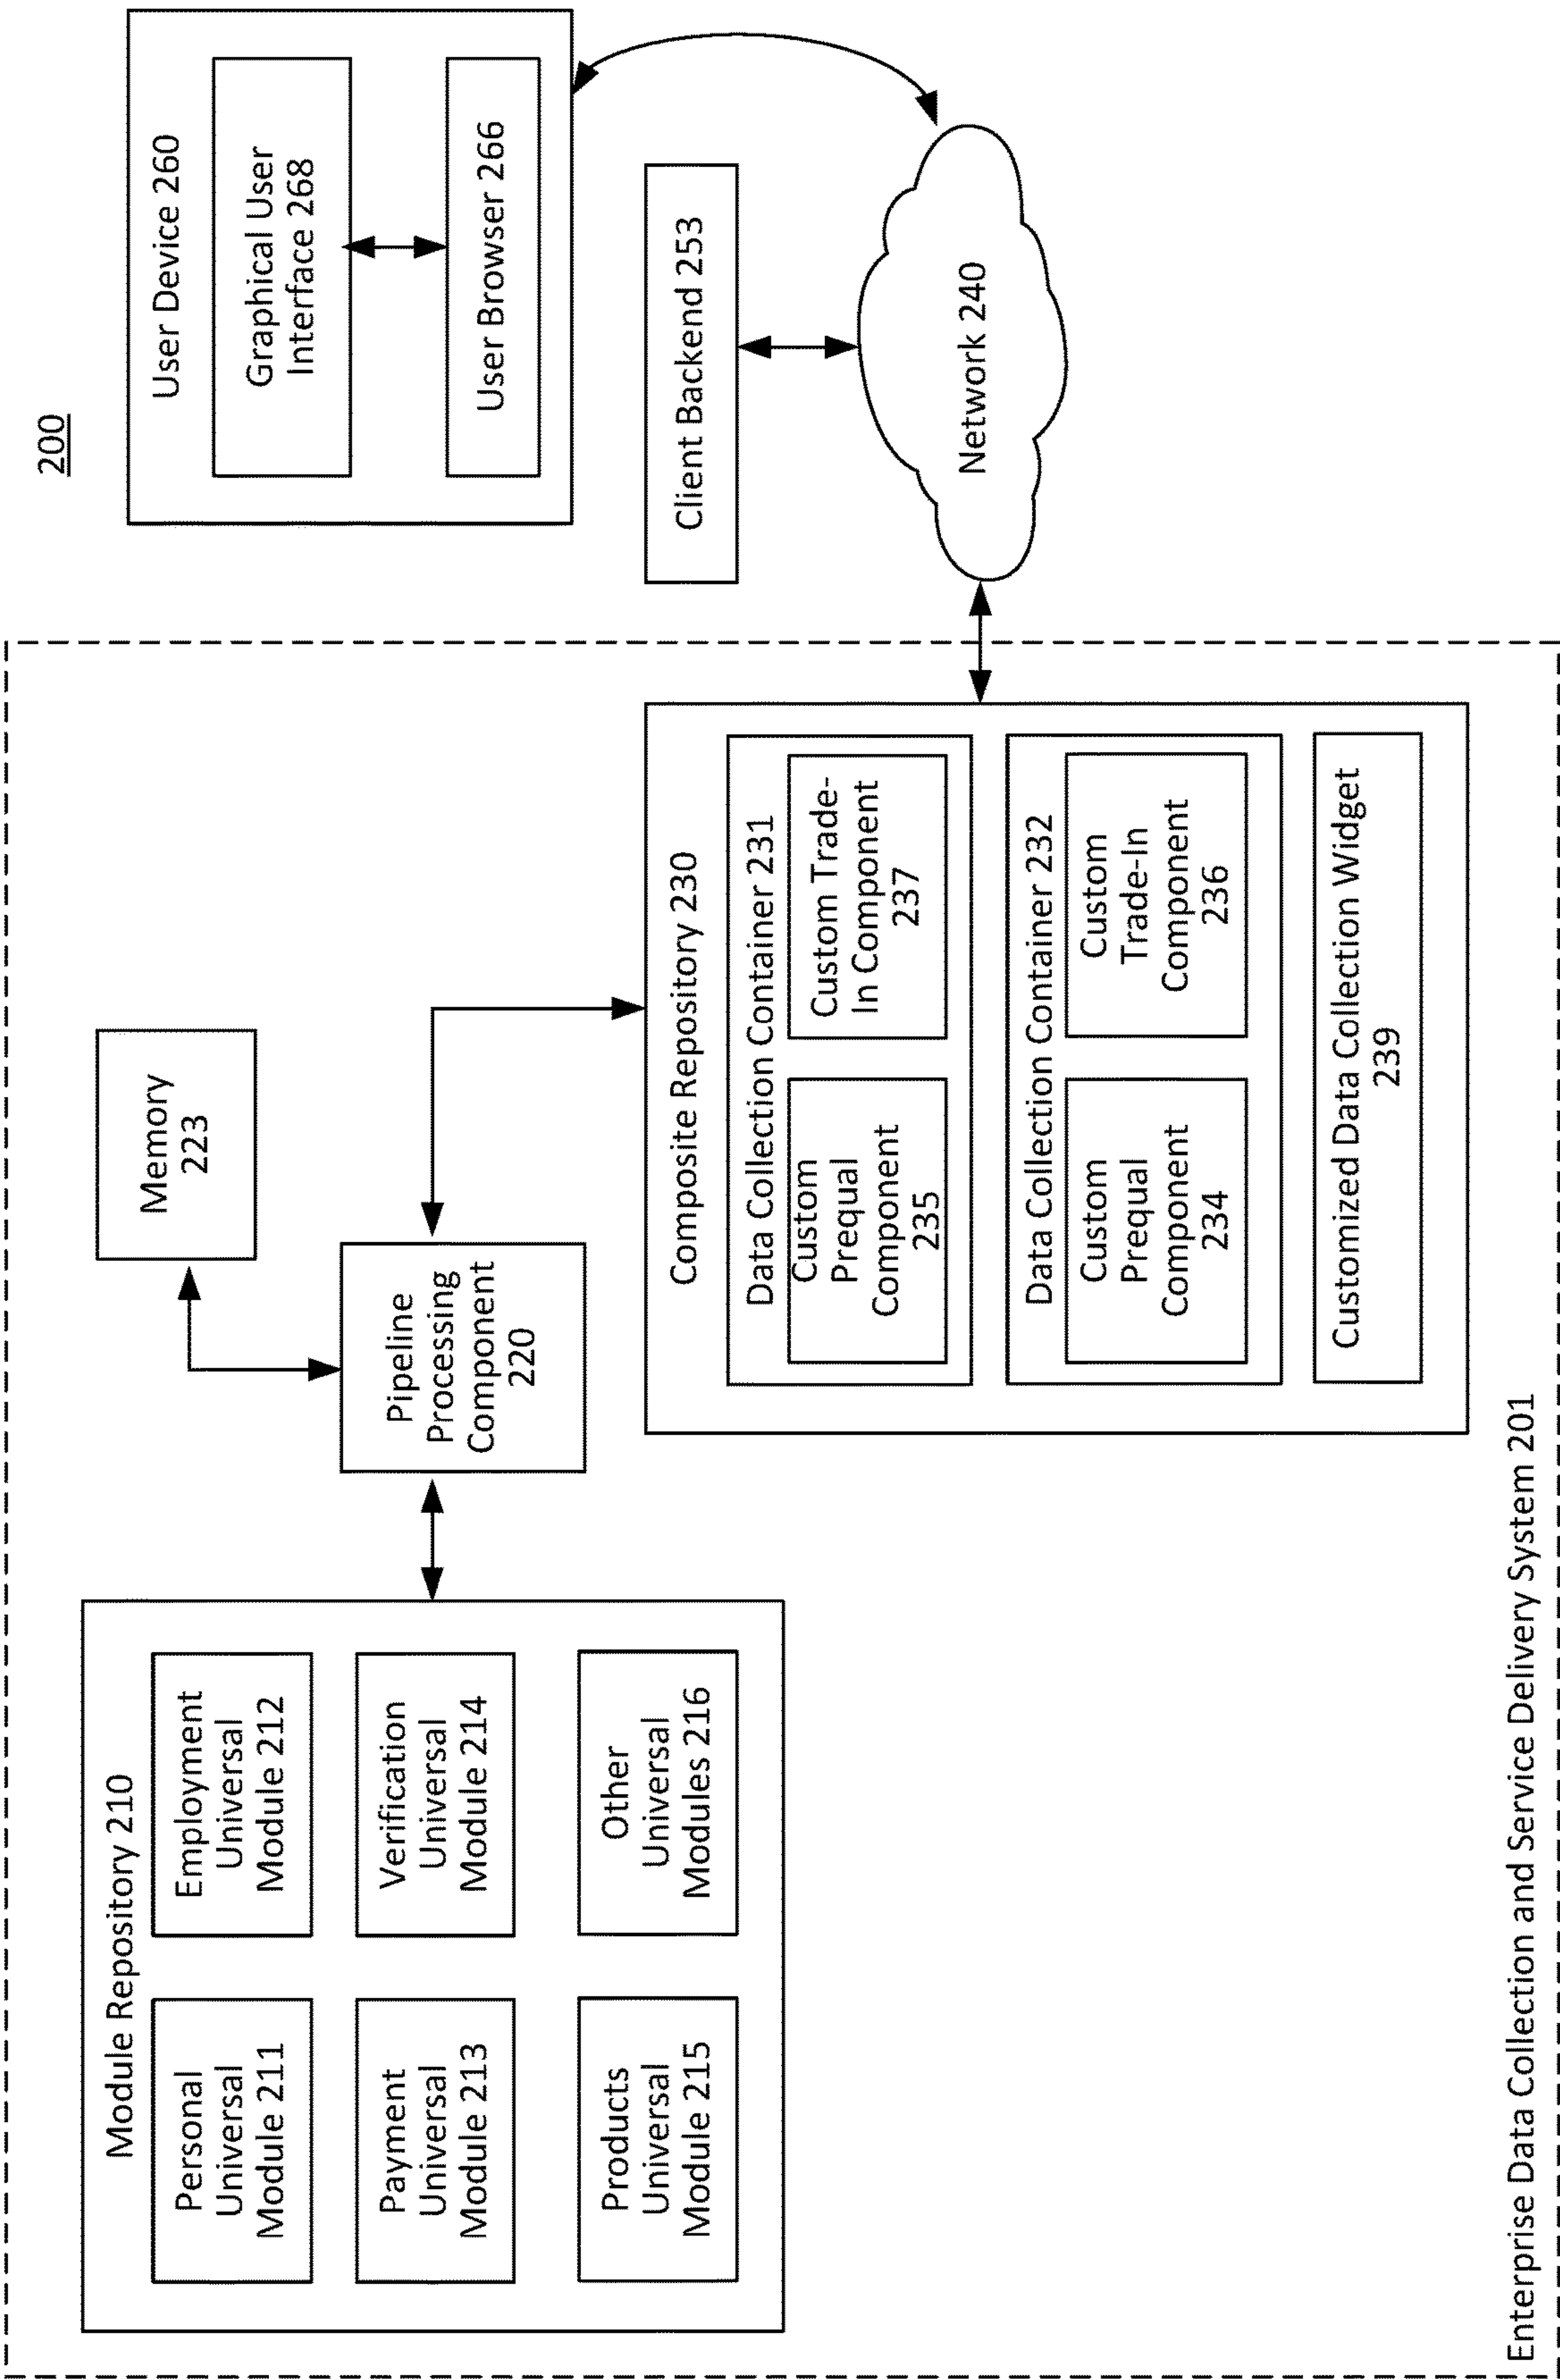 200
Module Repository 210
Personal
Universal
Module 211
Employment
Universal
Module 212
Payment
Universal
Module 213
Verification
Universal
Module 214
Products
Universal
Module 215
Other
Universal
Modules 216
Memory
223
Pipeline
Processing
Component
220
Composite Repository 230
Data Collection Container 231
Custom
Prequal
Component
235
Custom Trade-
In Component
237
Data Collection Container 232
Custom
Prequal
Component
234
Custom
Trade-In
Component
236
Customized Data Collection Widget
239
User Device 260
Graphical User
Interface 268
User Browser 266
Client Backend 253
Network 240
Enterprise Data Collection and Service Delivery System 201